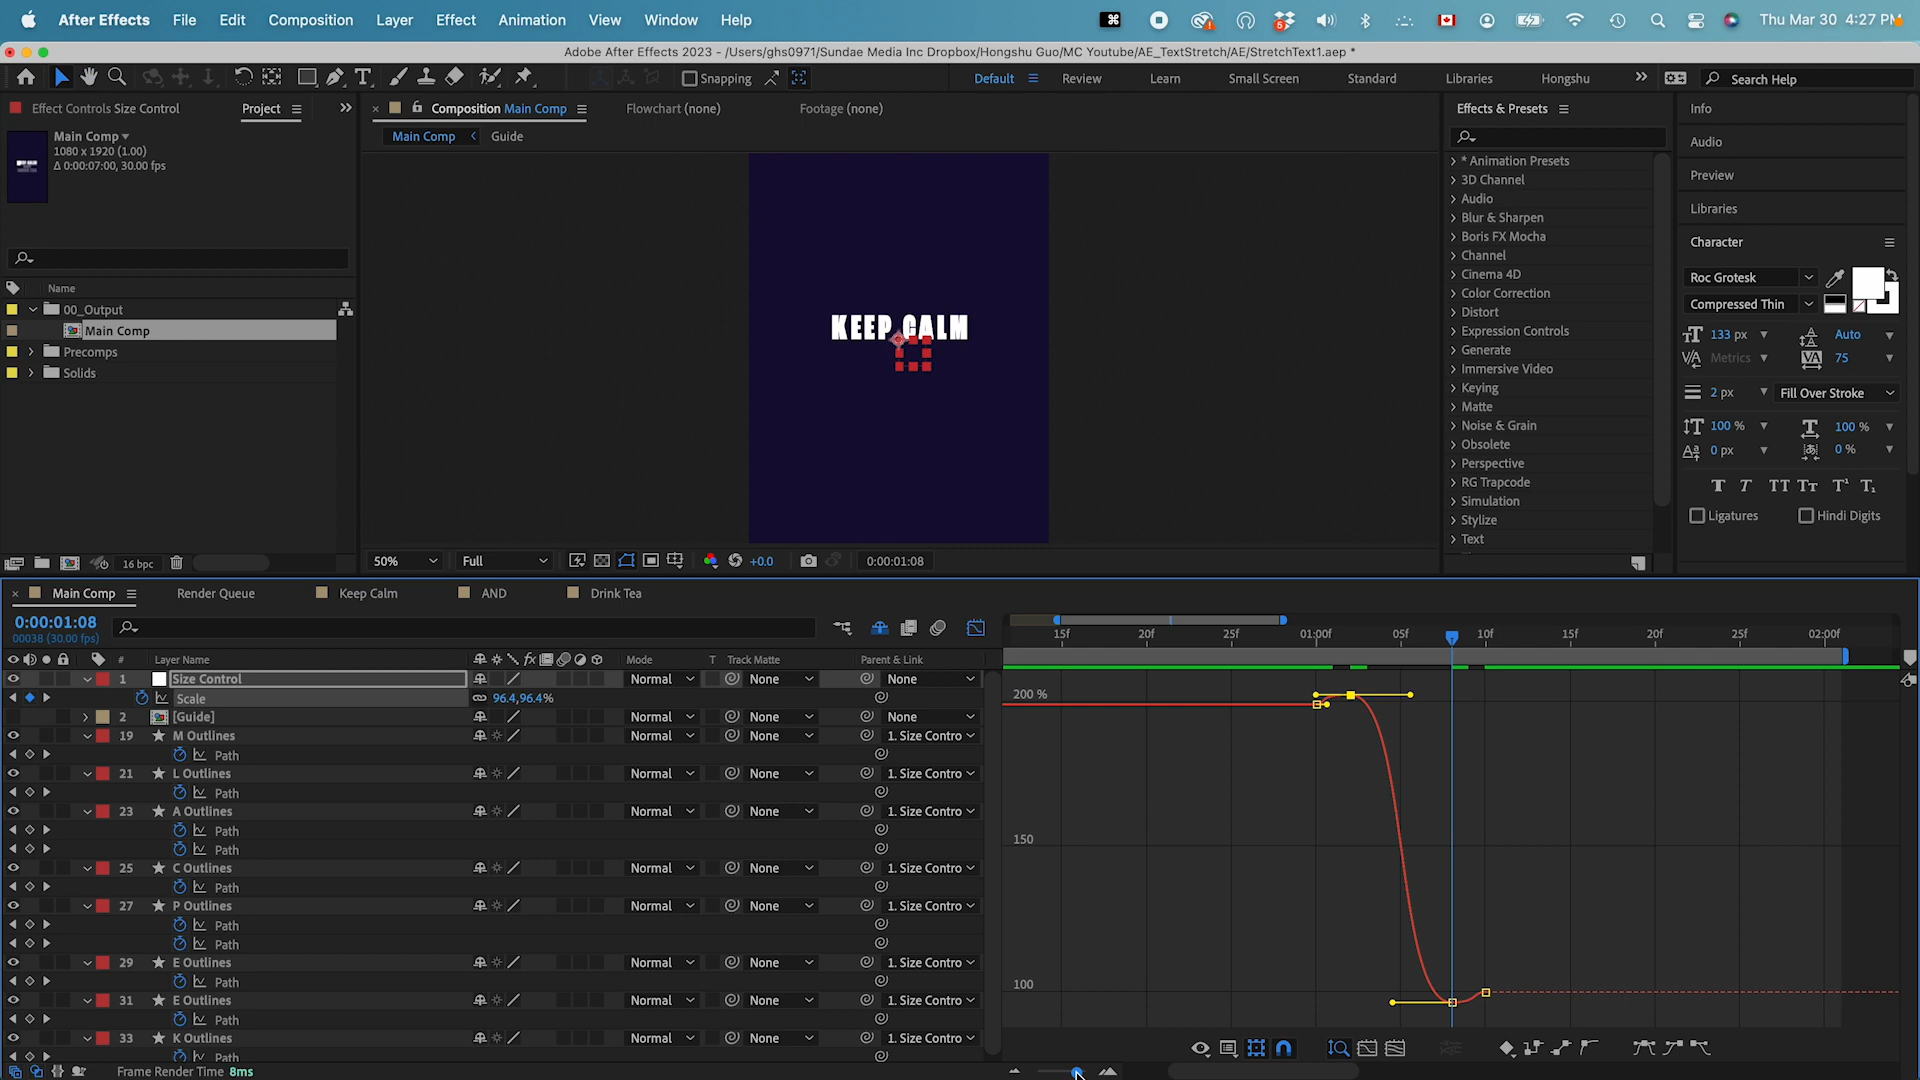 After Effects File Edit Composition Layer Effect Animation View Window Help Thu Mar 30 4:27 PM
Adobe After Effects 2023 - /Users/ghs0971/Sundae Media Inc Dropbox/Hongshu Guo/MC Youtube/AE_TextStretch/AE/StretchText1.aep *
Snapping Default Review Learn Small Screen Standard Libraries Hongshu Search Help
Effect Controls Size Control Project Composition Main Comp Flowchart (none) Footage (none) Effects & Presets Info
Main Comp Guide
Main Comp
1080 x 1920 (1.00)
Δ 0:00:07:00, 30.00 fps
Name
00_Output
Main Comp
Precomps
Solids
16 bpc
KEEP CALM
50% Full +0.0 0:00:01:08
* Animation Presets
3D Channel
Audio
Blur & Sharpen
Boris FX Mocha
Channel
Cinema 4D
Color Correction
Distort
Expression Controls
Generate
Immersive Video
Keying
Matte
Noise & Grain
Obsolete
Perspective
RG Trapcode
Simulation
Stylize
Text
Audio
Preview
Libraries
Character
Roc Grotesk
Compressed Thin
133 px Auto
Metrics 75
2 px Fill Over Stroke
100 % 100 %
0 px 0 %
Ligatures Hindi Digits
Main Comp Render Queue Keep Calm AND Drink Tea
0:00:01:08
00038 (30.00 fps)
15f 20f 25f 01:00f 05f 10f 15f 20f 25f 02:00f
# Layer Name Mode T Track Matte Parent & Link
1 Size Control Normal None None
Scale 96.4,96.4%
2 [Guide] Normal None None
19 M Outlines Normal None 1. Size Contro
Path
21 L Outlines Normal None 1. Size Contro
Path
23 A Outlines Normal None 1. Size Contro
Path
Path
25 C Outlines Normal None 1. Size Contro
Path
27 P Outlines Normal None 1. Size Contro
Path
Path
29 E Outlines Normal None 1. Size Contro
Path
31 E Outlines Normal None 1. Size Contro
Path
33 K Outlines Normal None 1. Size Contro
Path
200 %
150
100
Frame Render Time 8ms